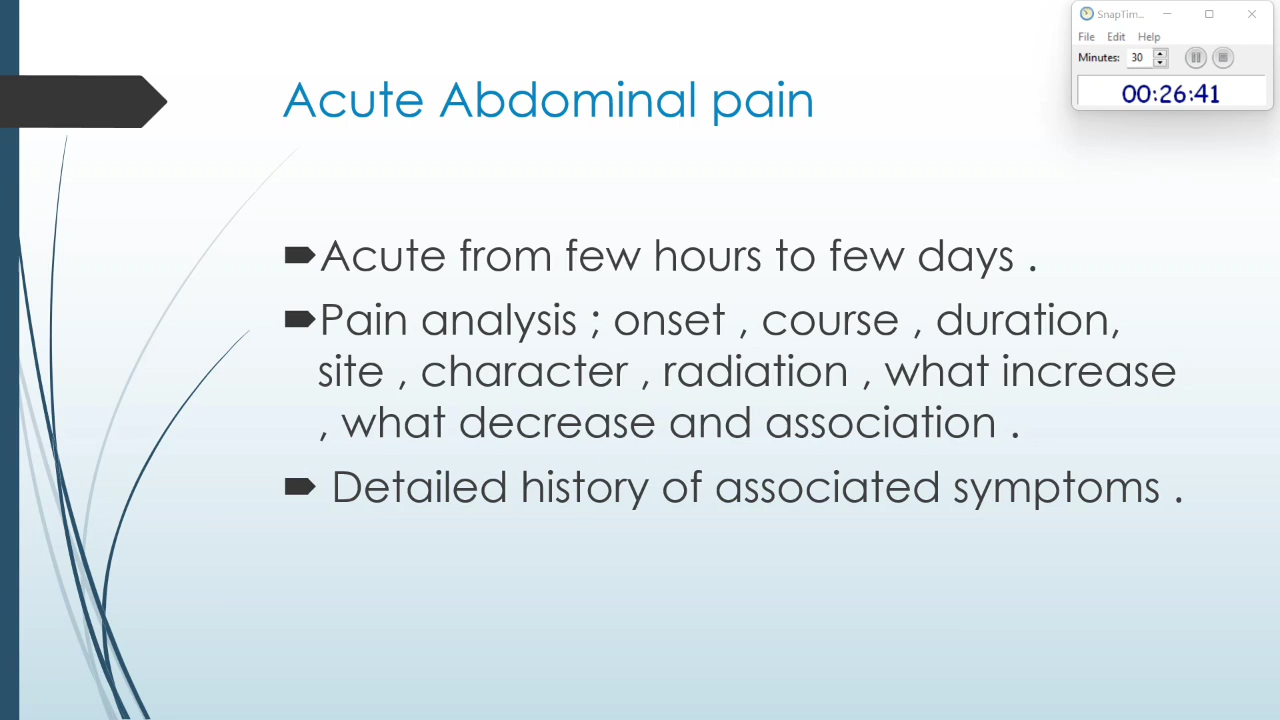 SnapTim...
File Edit Help
Minutes: 30
00:26:41
Acute Abdominal pain
Acute from few hours to few days .
Pain analysis ; onset , course , duration,
site , character , radiation , what increase
, what decrease and association .
Detailed history of associated symptoms .